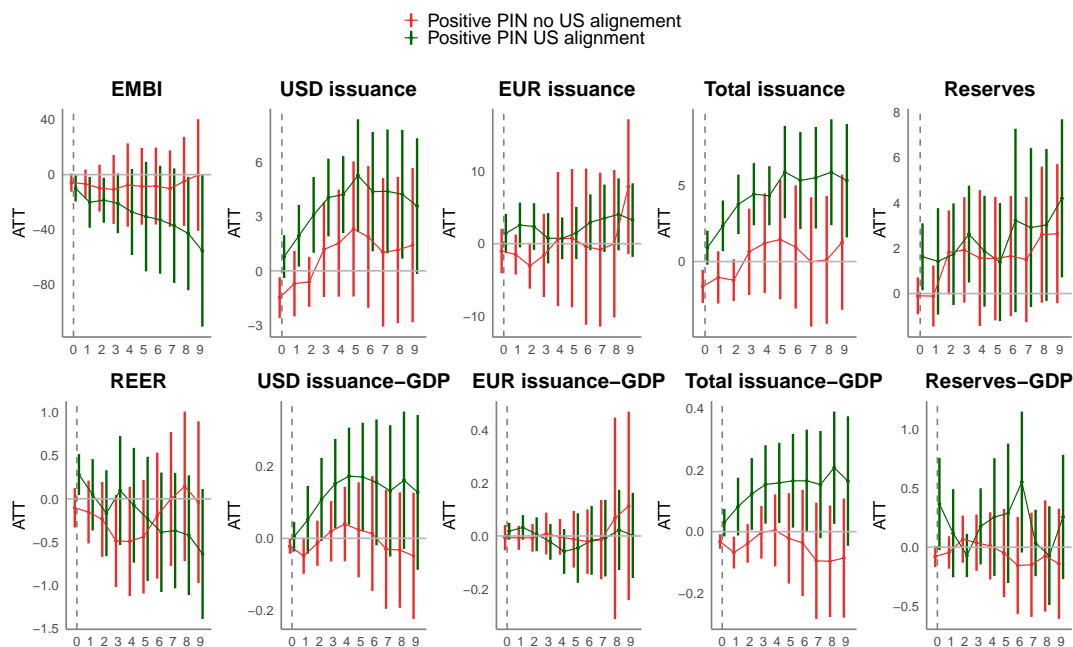 Positive PIN no US alignement
Positive PIN US alignment
EMBI
USD issuance
EUR issuance
Total issuance
Reserves
ATT
40
0
−40
−80
0 1 2 3 4 5 6 7 8 9
ATT
6
3
0
−3
0 1 2 3 4 5 6 7 8 9
ATT
10
0
−10
0 1 2 3 4 5 6 7 8 9
ATT
5
0
0 1 2 3 4 5 6 7 8 9
ATT
8
6
4
2
0
0 1 2 3 4 5 6 7 8 9
REER
USD issuance−GDP
EUR issuance−GDP
Total issuance−GDP
Reserves−GDP
ATT
1.0
0.5
0.0
−0.5
−1.0
−1.5
0 1 2 3 4 5 6 7 8 9
ATT
0.2
0.0
−0.2
0 1 2 3 4 5 6 7 8 9
ATT
0.4
0.2
0.0
−0.2
0 1 2 3 4 5 6 7 8 9
ATT
0.4
0.2
0.0
−0.2
0 1 2 3 4 5 6 7 8 9
ATT
1.0
0.5
0.0
−0.5
0 1 2 3 4 5 6 7 8 9